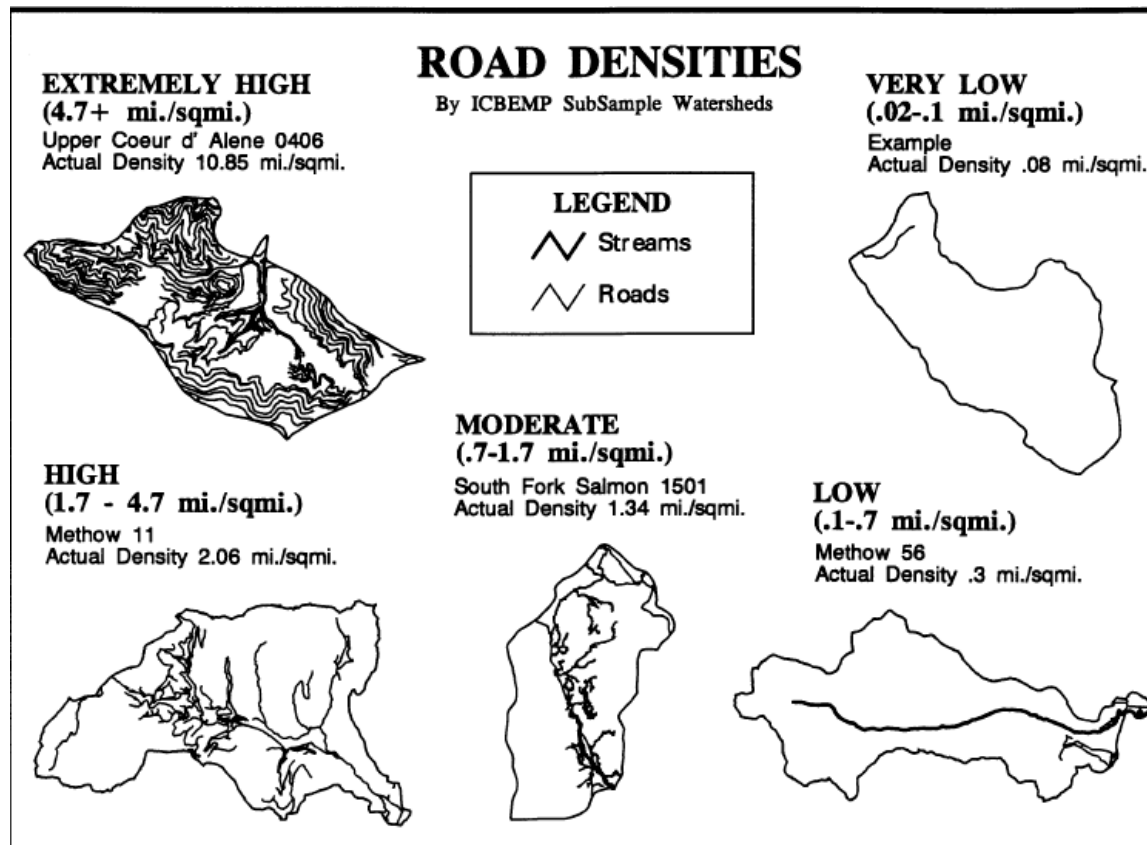 ROAD DENSITIES
By ICBEMP SubSample Watersheds
EXTREMELY HIGH
(4.7+ mi./sqmi.)
Upper Coeur d' Alene 0406
Actual Density 10.85 mi./sqmi.
VERY LOW
(.02-.1 mi./sqmi.)
Example
Actual Density .08 mi./sqmi.
LEGEND
Streams
Roads
HIGH
(1.7 - 4.7 mi./sqmi.)
Methow 11
Actual Density 2.06 mi./sqmi.
MODERATE
(.7-1.7 mi./sqmi.)
South Fork Salmon 1501
Actual Density 1.34 mi./sqmi.
LOW
(.1-.7 mi./sqmi.)
Methow 56
Actual Density .3 mi./sqmi.